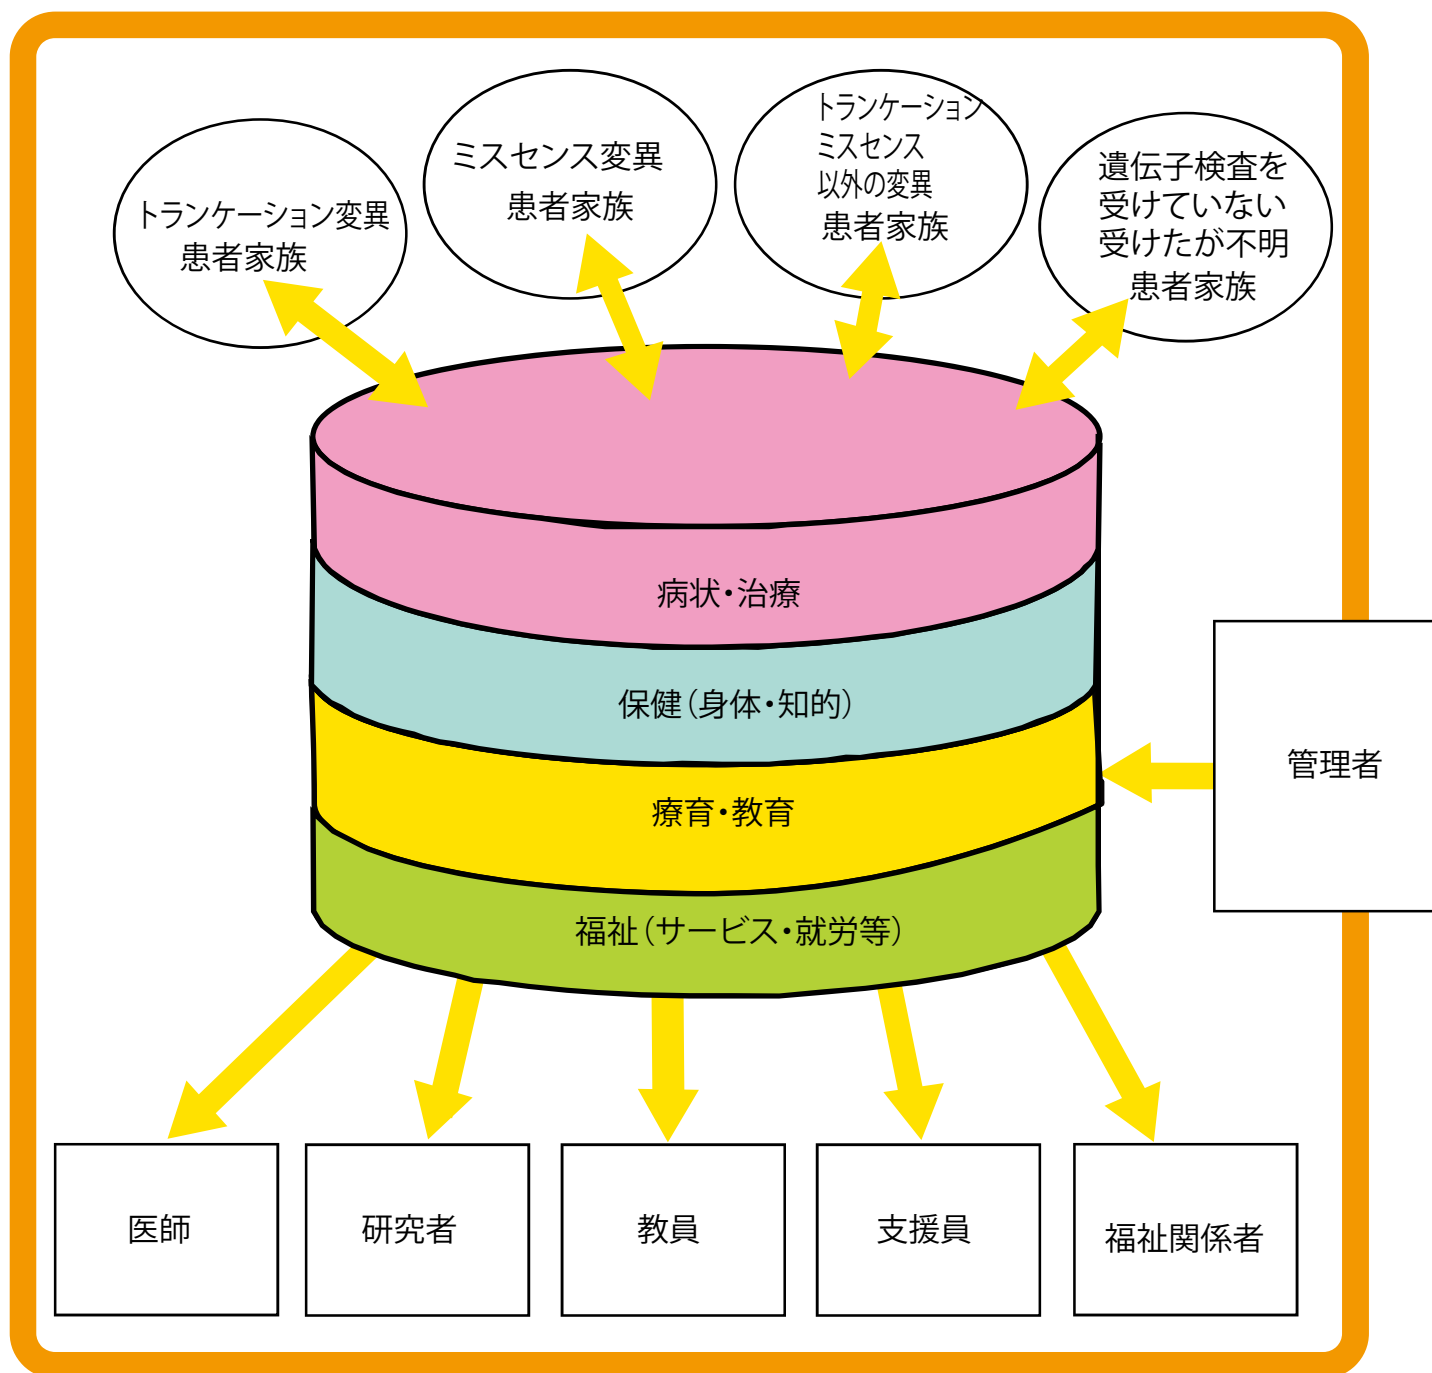 トランケーション変異
患者家族
ミスセンス変異
患者家族
トランケーション
ミスセンス
以外の変異
患者家族
遺伝子検査を
受けていない
受けたが不明
患者家族
病状・治療
保健（身体・知的）
療育・教育
福祉（サービス・就労等）
管理者
医師
研究者
教員
支援員
福祉関係者